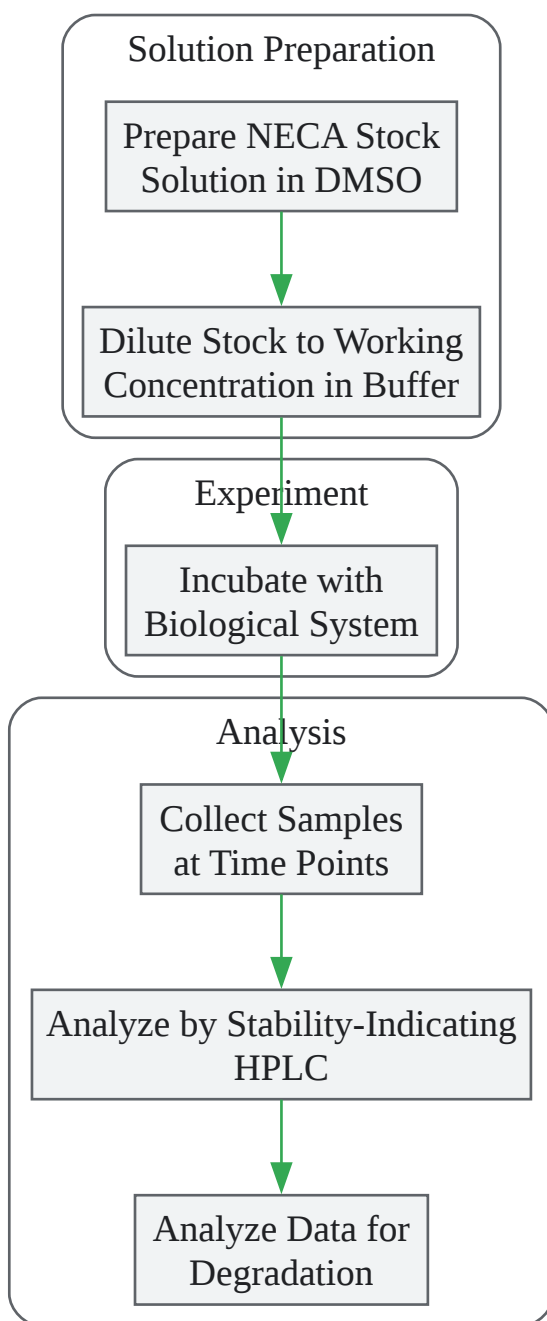 Solution Preparation
Prepare NECA Stock
Solution in DMSO
Dilute Stock to Working
Concentration in Buffer
Experiment
Incubate with
Biological System
Analysis
Collect Samples
at Time Points
Analyze by Stability-Indicating
HPLC
Analyze Data for
Degradation